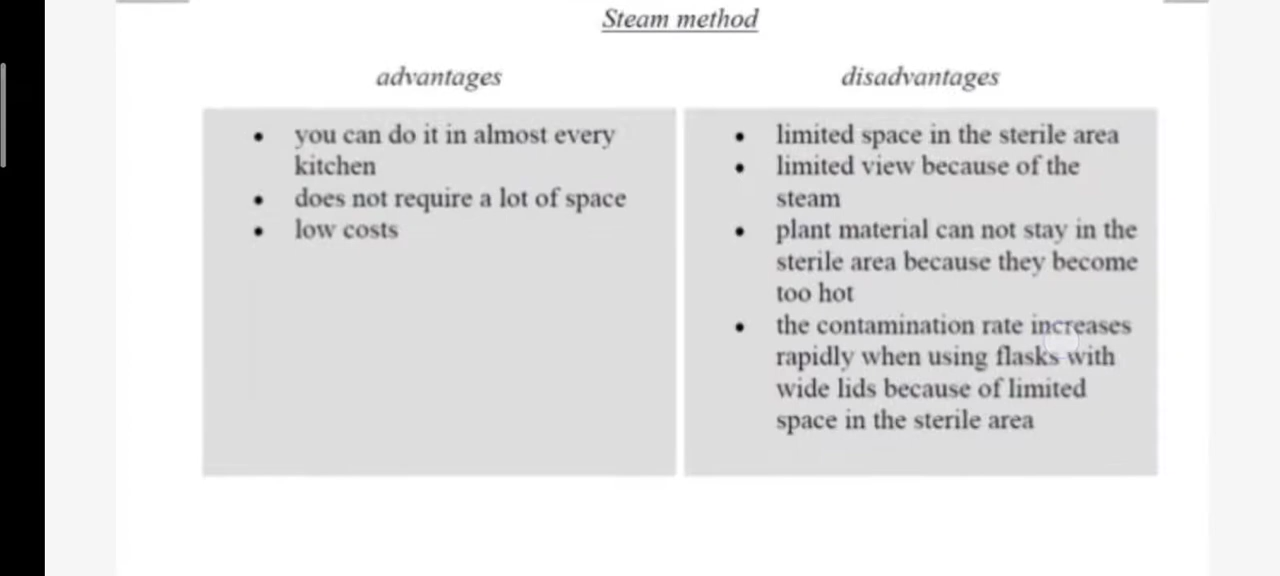 Steam method
advantages
disadvantages
• you can do it in almost every
kitchen
• does not require a lot of space
• low costs
• limited space in the sterile area
• limited view because of the
steam
• plant material can not stay in the
sterile area because they become
too hot
• the contamination rate increases
rapidly when using flasks with
wide lids because of limited
space in the sterile area